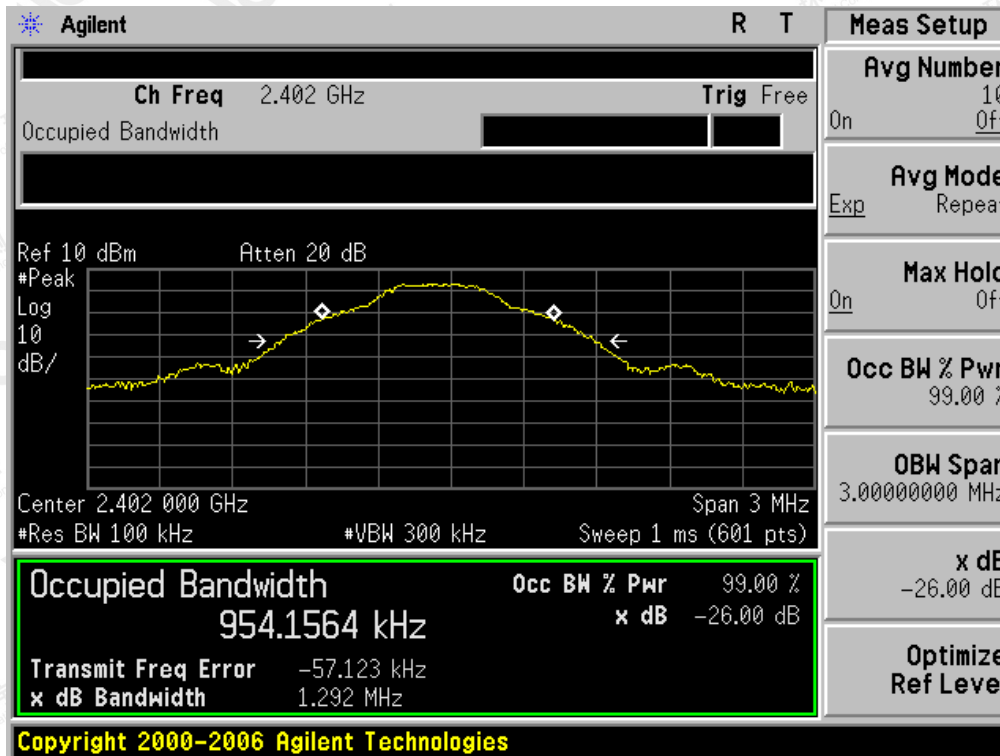 Agilent R T
Meas Setup
Ch Freq 2.402 GHz Trig Free
Occupied Bandwidth
Avg Number
10
On Off
Avg Mode
Exp Repeat
Max Hold
On Off
Occ BW % Pwr
99.00 %
OBW Span
3.00000000 MHz
x dB
-26.00 dB
Optimize
Ref Level
Ref 10 dBm Atten 20 dB
#Peak
Log
10
dB/
Center 2.402 000 GHz Span 3 MHz
#Res BW 100 kHz #VBW 300 kHz Sweep 1 ms (601 pts)
Occupied Bandwidth Occ BW % Pwr 99.00 %
954.1564 kHz x dB -26.00 dB
Transmit Freq Error -57.123 kHz
x dB Bandwidth 1.292 MHz
Copyright 2000-2006 Agilent Technologies